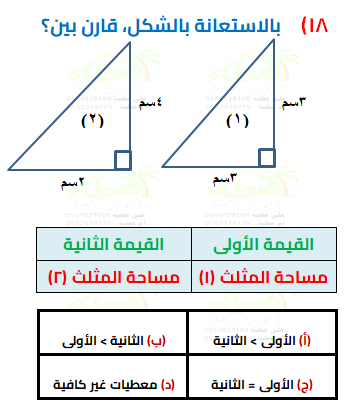 ١٨) بالاستعانة بالشكل، قارن بين؟
٣سم
(١)
٣سم
٤سم
(٢)
٢سم
القيمة الأولى القيمة الثانية
مساحة المثلث (١) مساحة المثلث (٢)
(أ) الأولى > الثانية (ب) الثانية > الأولى
(ج) الأولى = الثانية (د) معطيات غير كافية